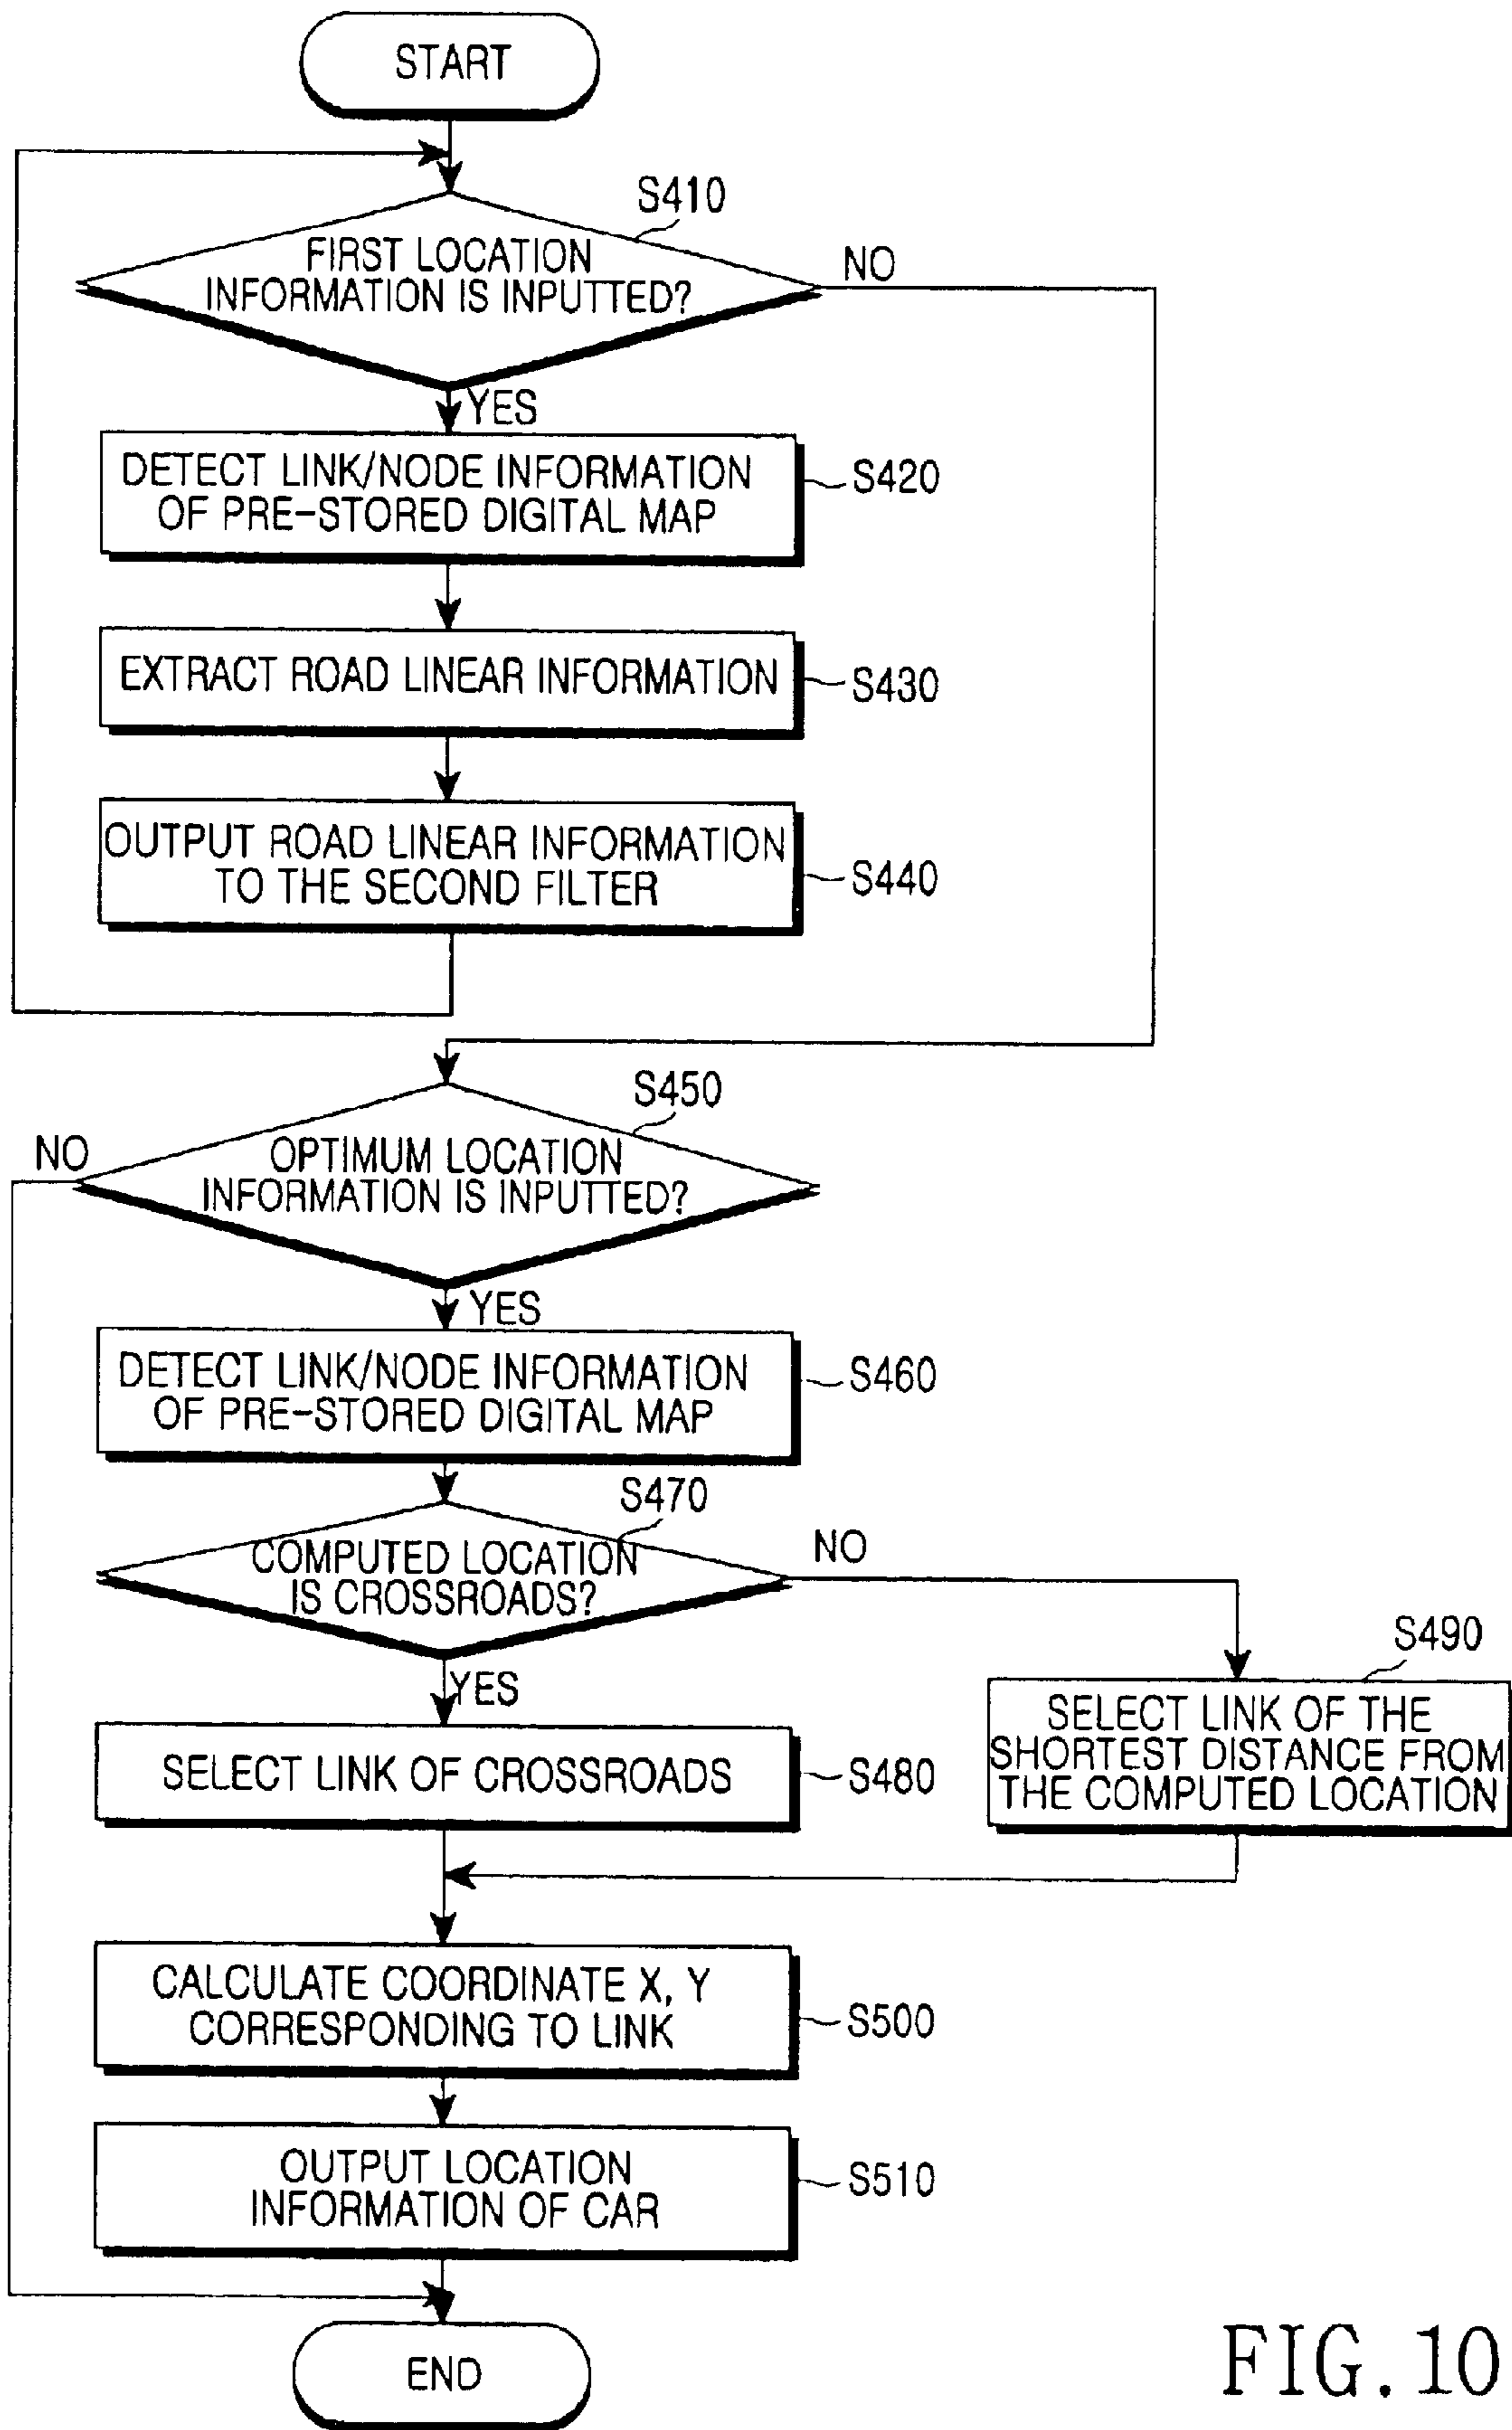 START
S410
FIRST LOCATION
INFORMATION IS INPUTTED?
NO
YES
DETECT LINK/NODE INFORMATION
OF PRE-STORED DIGITAL MAP
S420
EXTRACT ROAD LINEAR INFORMATION
S430
OUTPUT ROAD LINEAR INFORMATION
TO THE SECOND FILTER
S440
S450
NO
OPTIMUM LOCATION
INFORMATION IS INPUTTED?
YES
DETECT LINK/NODE INFORMATION
OF PRE-STORED DIGITAL MAP
S460
S470
COMPUTED LOCATION
IS CROSSROADS?
NO
YES
S490
SELECT LINK OF THE
SHORTEST DISTANCE FROM
THE COMPUTED LOCATION
SELECT LINK OF CROSSROADS
S480
CALCULATE COORDINATE X, Y
CORRESPONDING TO LINK
S500
OUTPUT LOCATION
INFORMATION OF CAR
S510
END
FIG. 10